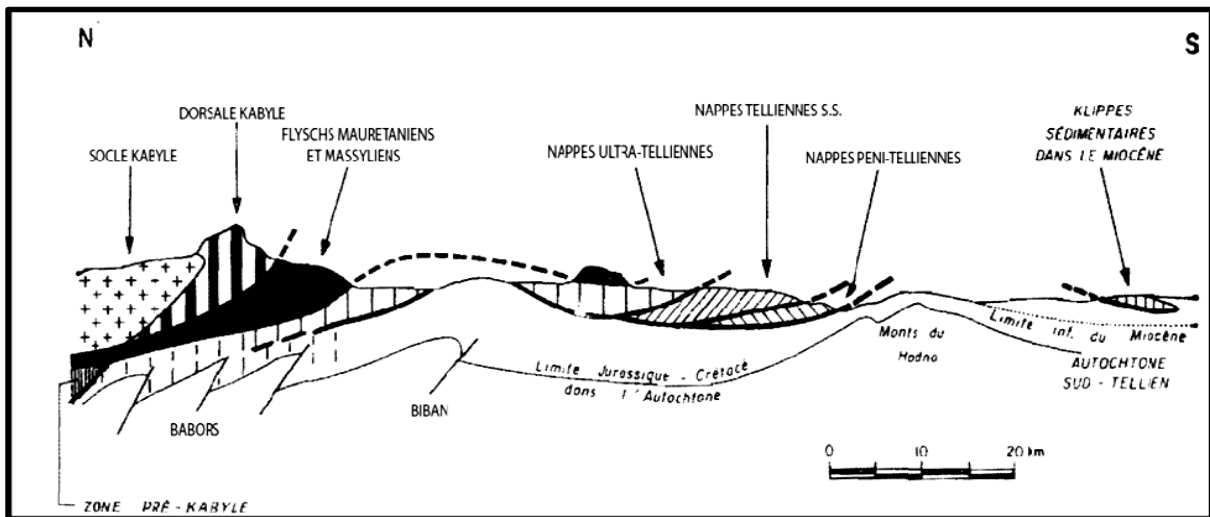 N
S
DORSALE KABYLE
SOCLE KABYLE
FLYSCHS MAURETANIENS
ET MASSYLIENS
NAPPES ULTRA-TELLIENNES
NAPPES TELLIENNES S.S.
NAPPES PENI-TELLIENNES
KLIPPES
SÉDIMENTAIRES
DANS LE MIOCÈNE
Limite Jurassique - Crétacé
dans l'Autochtone
Monts du
Hodna
Limite inf. du Miocène
AUTOCHTONE
SUD - TELLIEN
BIBAN
BABORS
0 10 20 km
ZONE PRÉ - KABYLE